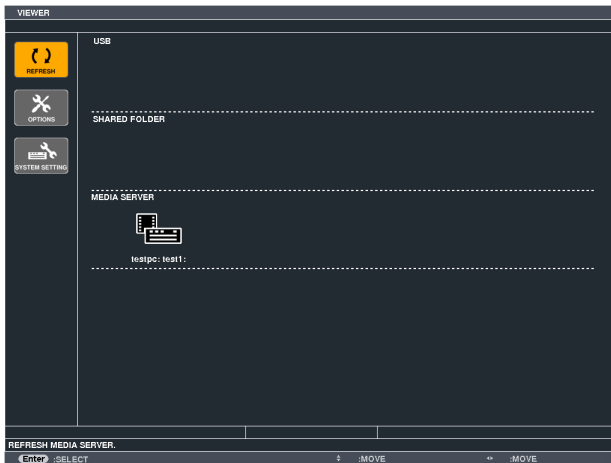 VIEWER
USB
REFRESH
OPTIONS
SHARED FOLDER
SYSTEM SETTING
MEDIA SERVER
testpc: test1:
REFRESH MEDIA SERVER.
Enter :SELECT :MOVE :MOVE